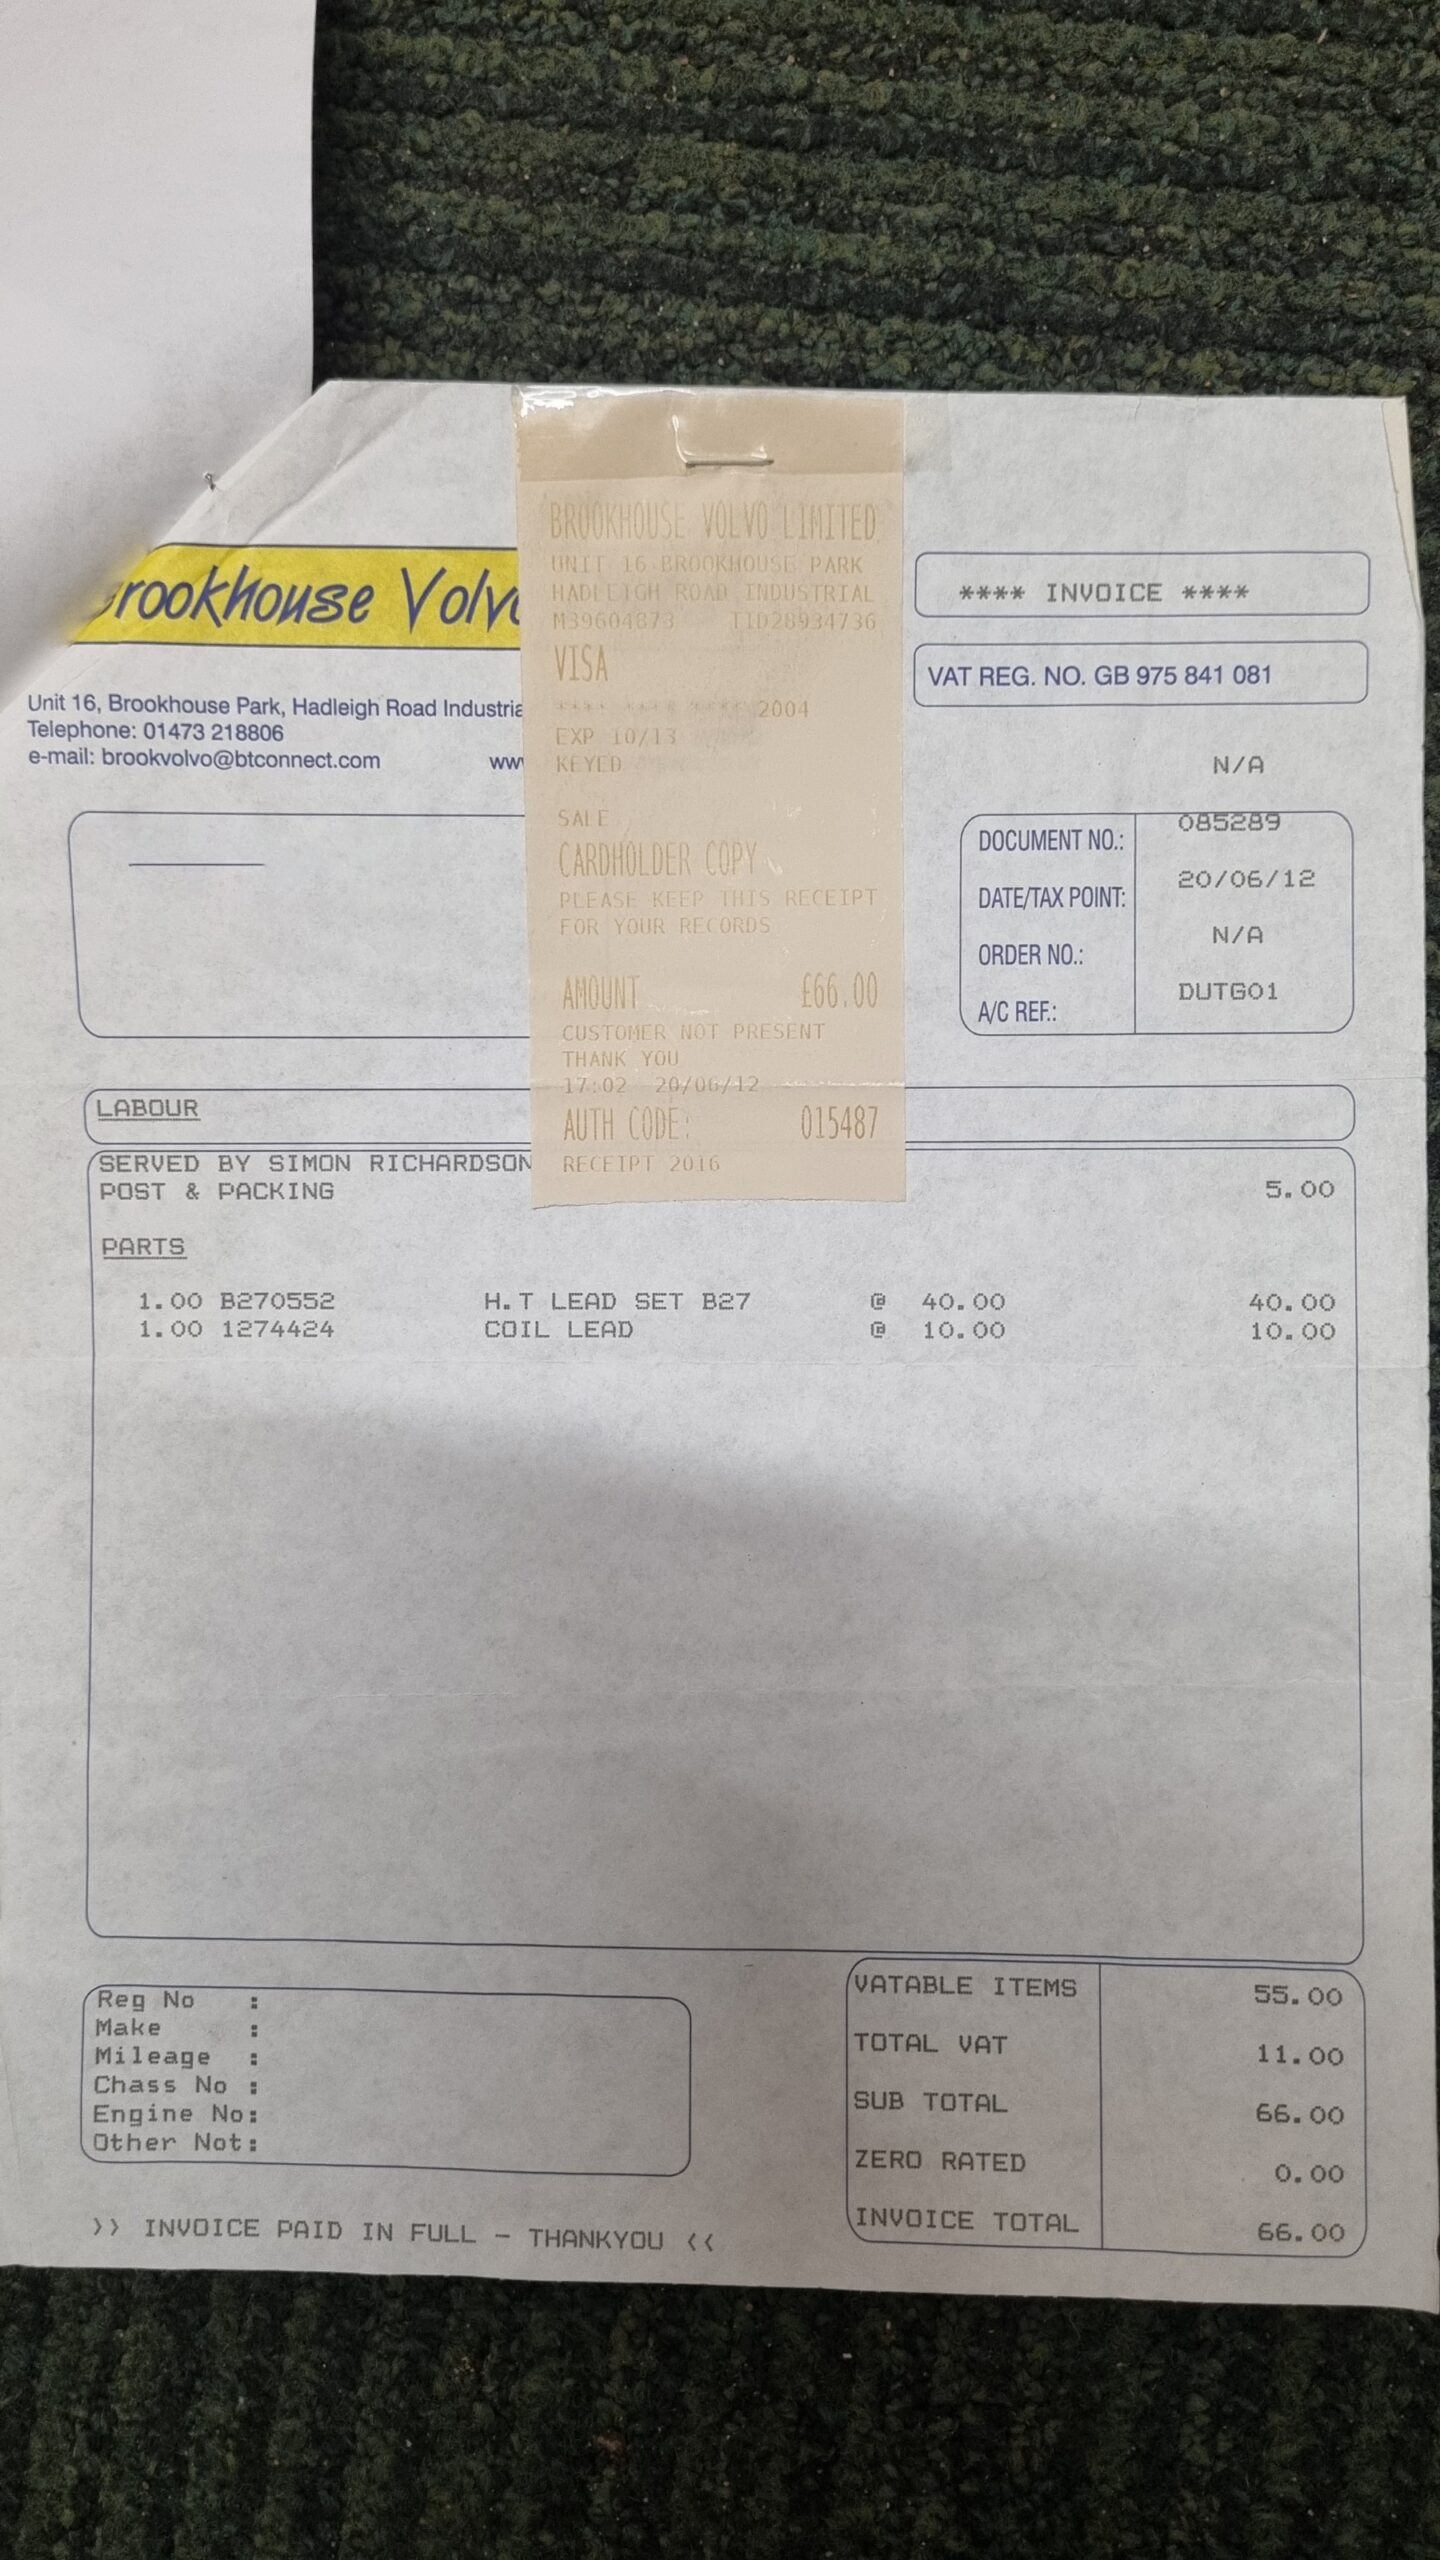 BROOKHOUSE VOLVO LIMITED
UNIT 16 BROOKHOUSE PARK
HADLEIGH ROAD INDUSTRIAL
M39604873 TID28934736
VISA
**** **** **** 2004
EXP 10/13
KEYED
SALE
CARDHOLDER COPY
PLEASE KEEP THIS RECEIPT
FOR YOUR RECORDS
AMOUNT £66.00
CUSTOMER NOT PRESENT
THANK YOU
17:02 20/06/12
AUTH CODE: 015487
RECEIPT 2016
rookhouse Volvo
Unit 16, Brookhouse Park, Hadleigh Road Industria
Telephone: 01473 218806
e-mail: brookvolvo@btconnect.com ww
**** INVOICE ****
VAT REG. NO. GB 975 841 081
N/A
DOCUMENT NO.: 085289
DATE/TAX POINT: 20/06/12
ORDER NO.: N/A
A/C REF.: DUTG01
LABOUR
SERVED BY SIMON RICHARDSON
POST & PACKING 5.00
PARTS
1.00 B270552 H.T LEAD SET B27 @ 40.00 40.00
1.00 1274424 COIL LEAD @ 10.00 10.00
Reg No :
Make :
Mileage :
Chass No :
Engine No:
Other Not:
VATABLE ITEMS 55.00
TOTAL VAT 11.00
SUB TOTAL 66.00
ZERO RATED 0.00
INVOICE TOTAL 66.00
>> INVOICE PAID IN FULL - THANKYOU <<